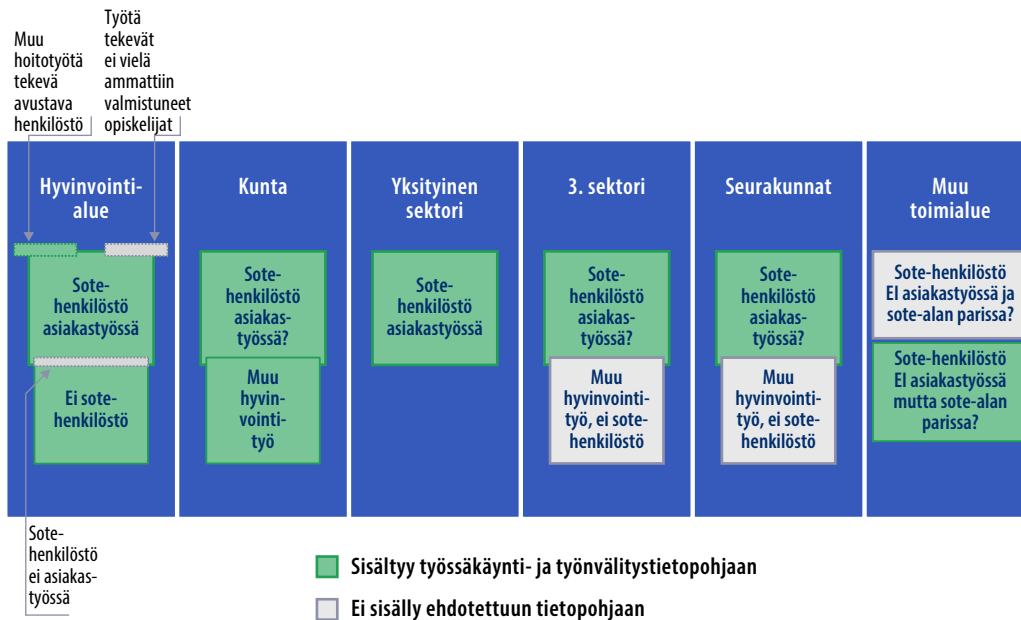 Muu
hoitotyötä
tekevä
avustava
henkilöstö
Työtä
tekevät
ei vielä
ammattiin
valmistuneet
opiskelijat
Hyvinvointi-
alue
Sote-
henkilöstö
asiakastyössä
Ei sote-
henkilöstö
Sote-
henkilöstö
ei asiakas-
työssä
Kunta
Sote-
henkilöstö
asiakas-
työssä?
Muu
hyvin-
vointi-
työ
Yksityinen
sektori
Sote-
henkilöstö
asiakastyössä
3. sektori
Sote-
henkilöstö
asiakas-
työssä?
Muu
hyvinvointi-
työ, ei sote-
henkilöstö
Seurakunnat
Sote-
henkilöstö
asiakas-
työssä?
Muu
hyvinvointi-
työ, ei sote-
henkilöstö
Muu
toimialue
Sote-henkilöstö
EI asiakastyössä ja
sote-alan parissa?
Sote-henkilöstö
EI asiakastyössä
mutta sote-alan
parissa?
Sisältyy työssäkäynti- ja työnvälitystietopohjaan
Ei sisälly ehdotettuun tietopohjaan